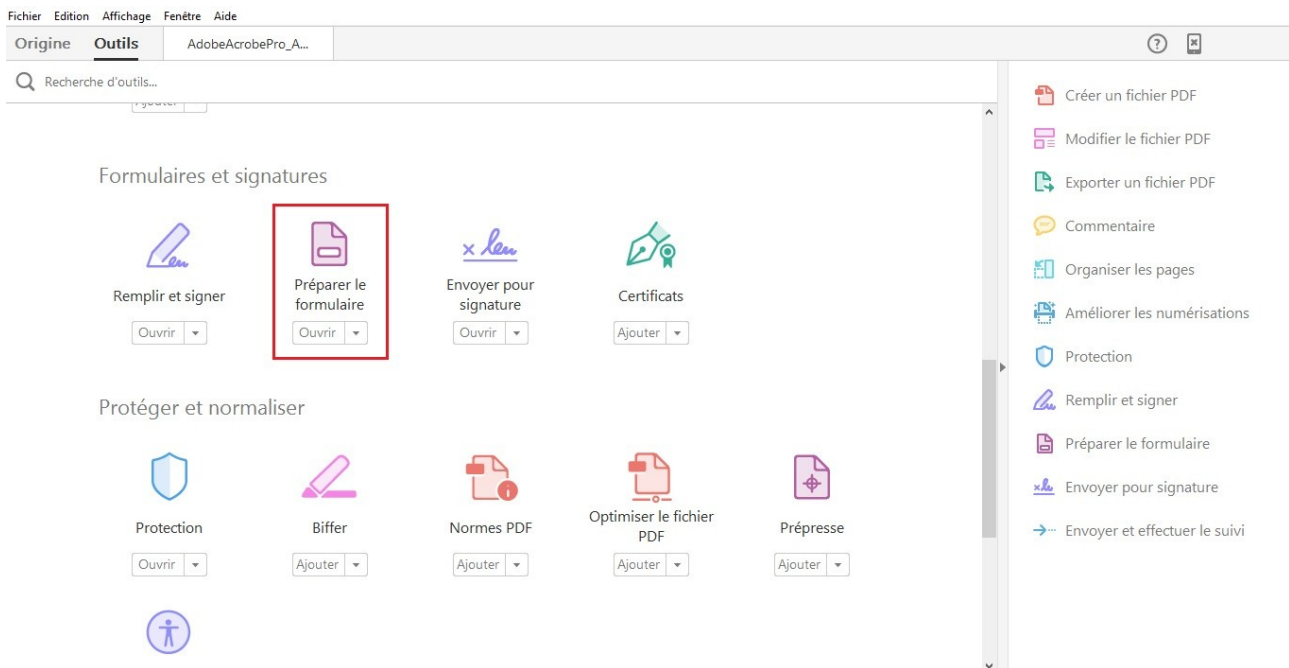 Fichier Edition Affichage Fenêtre Aide
Origine Outils AdobeAcrobePro_A...
Recherche d'outils...
Ajouter
Formulaires et signatures
Remplir et signer
Ouvrir
Préparer le
formulaire
Ouvrir
Envoyer pour
signature
Ouvrir
Certificats
Ajouter
Protéger et normaliser
Protection
Ouvrir
Biffer
Ajouter
Normes PDF
Ajouter
Optimiser le fichier
PDF
Ajouter
Prépresse
Ajouter
Créer un fichier PDF
Modifier le fichier PDF
Exporter un fichier PDF
Commentaire
Organiser les pages
Améliorer les numérisations
Protection
Remplir et signer
Préparer le formulaire
Envoyer pour signature
Envoyer et effectuer le suivi